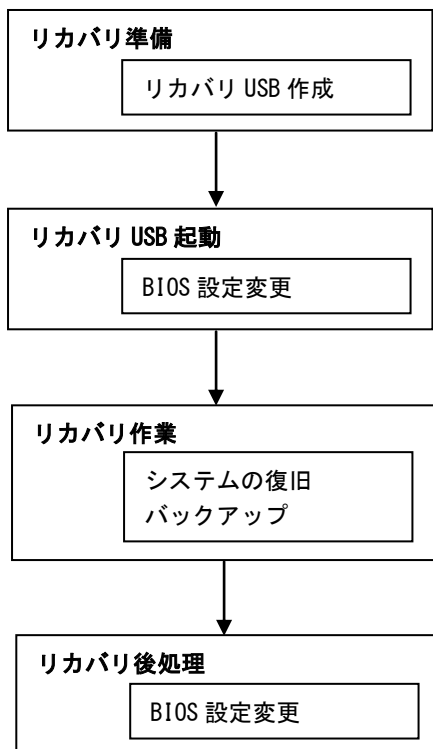 リカバリ準備
リカバリ USB 作成
リカバリ USB 起動
BIOS 設定変更
リカバリ作業
システムの復旧
バックアップ
リカバリ後処理
BIOS 設定変更